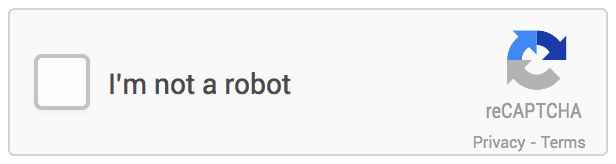 I'm not a robot
reCAPTCHA
Privacy - Terms